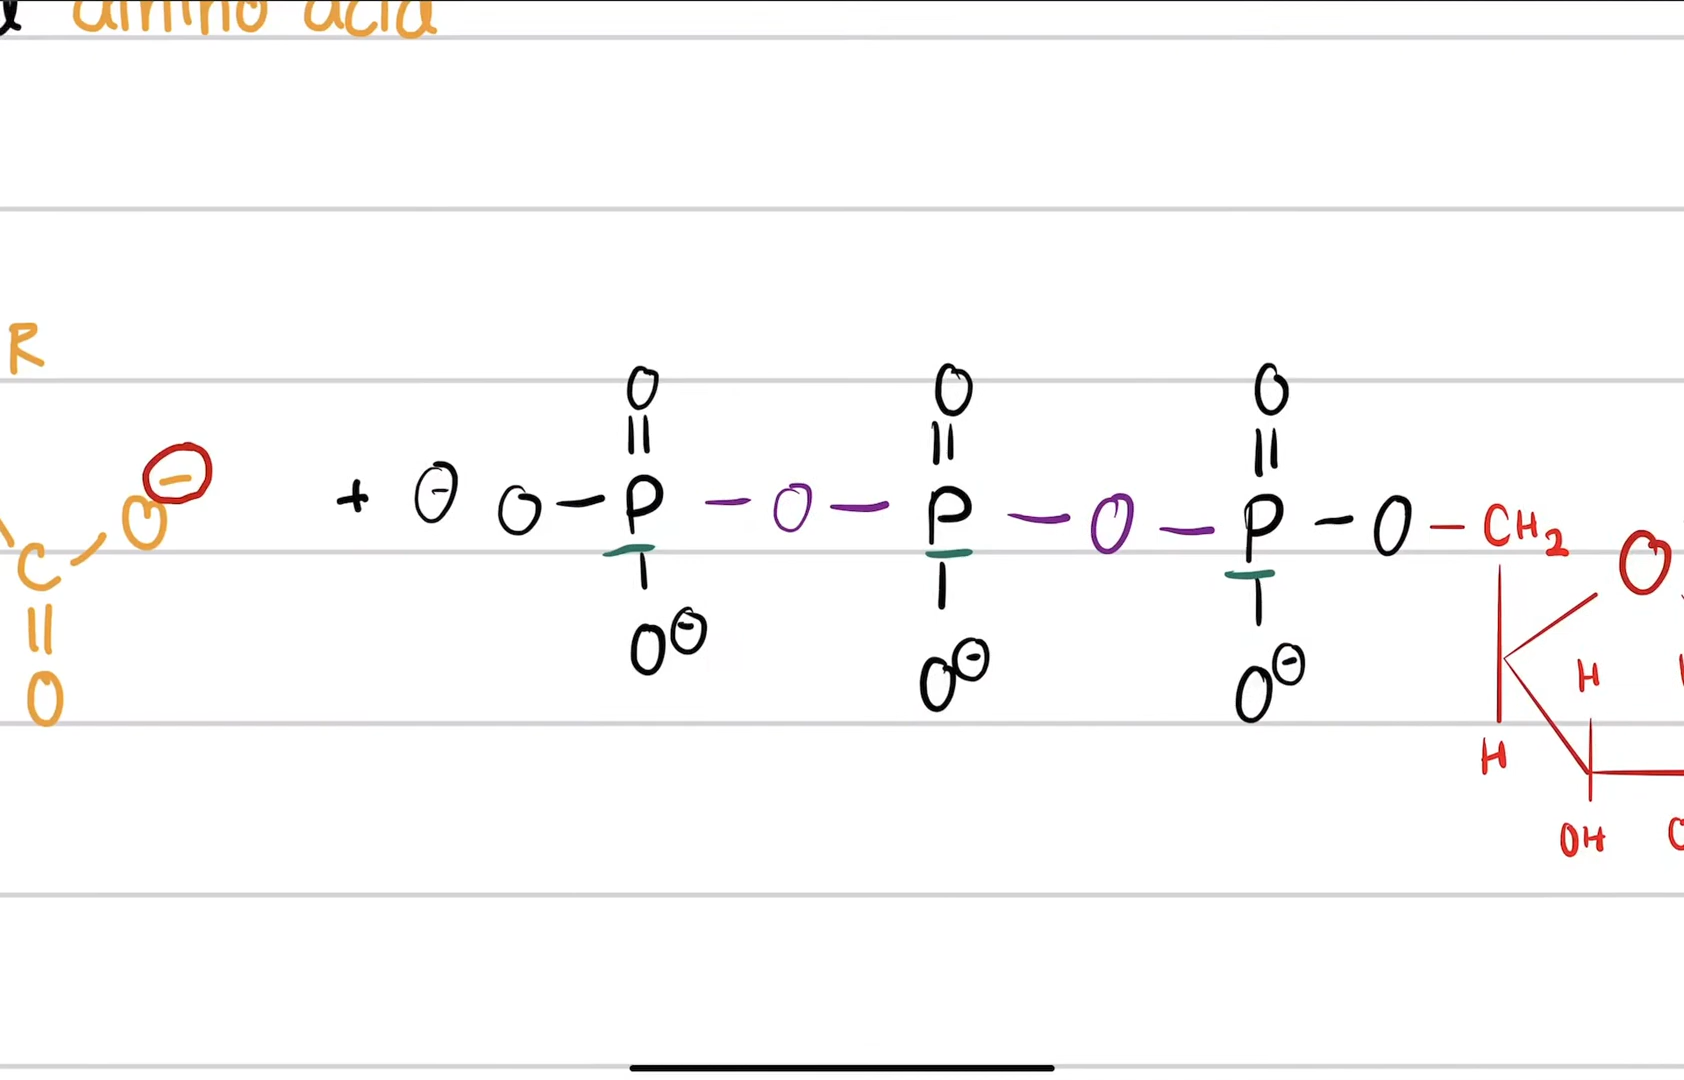 amino acid
O O O
R
|| || ||
O⁻ + ⊖ O – P – O – P – O – P – O – CH₂ O
C
|| O⊖ O⊖ O⊖ H
O
H
OH